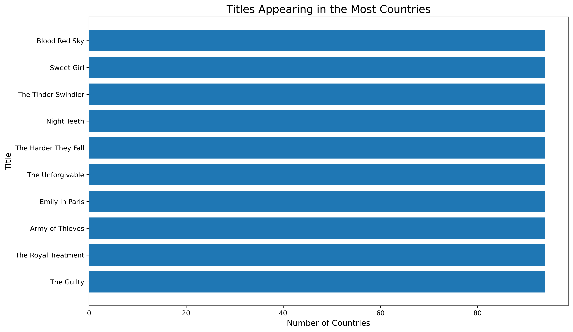 Titles Appearing in the Most Countries
Blood Red Sky
Sweet Girl
The Tinder Swindler
Night Teeth
The Harder They Fall
The Unforgivable
Emily in Paris
Army of Thieves
The Royal Treatment
The Guilty
Title
0 20 40 60 80
Number of Countries